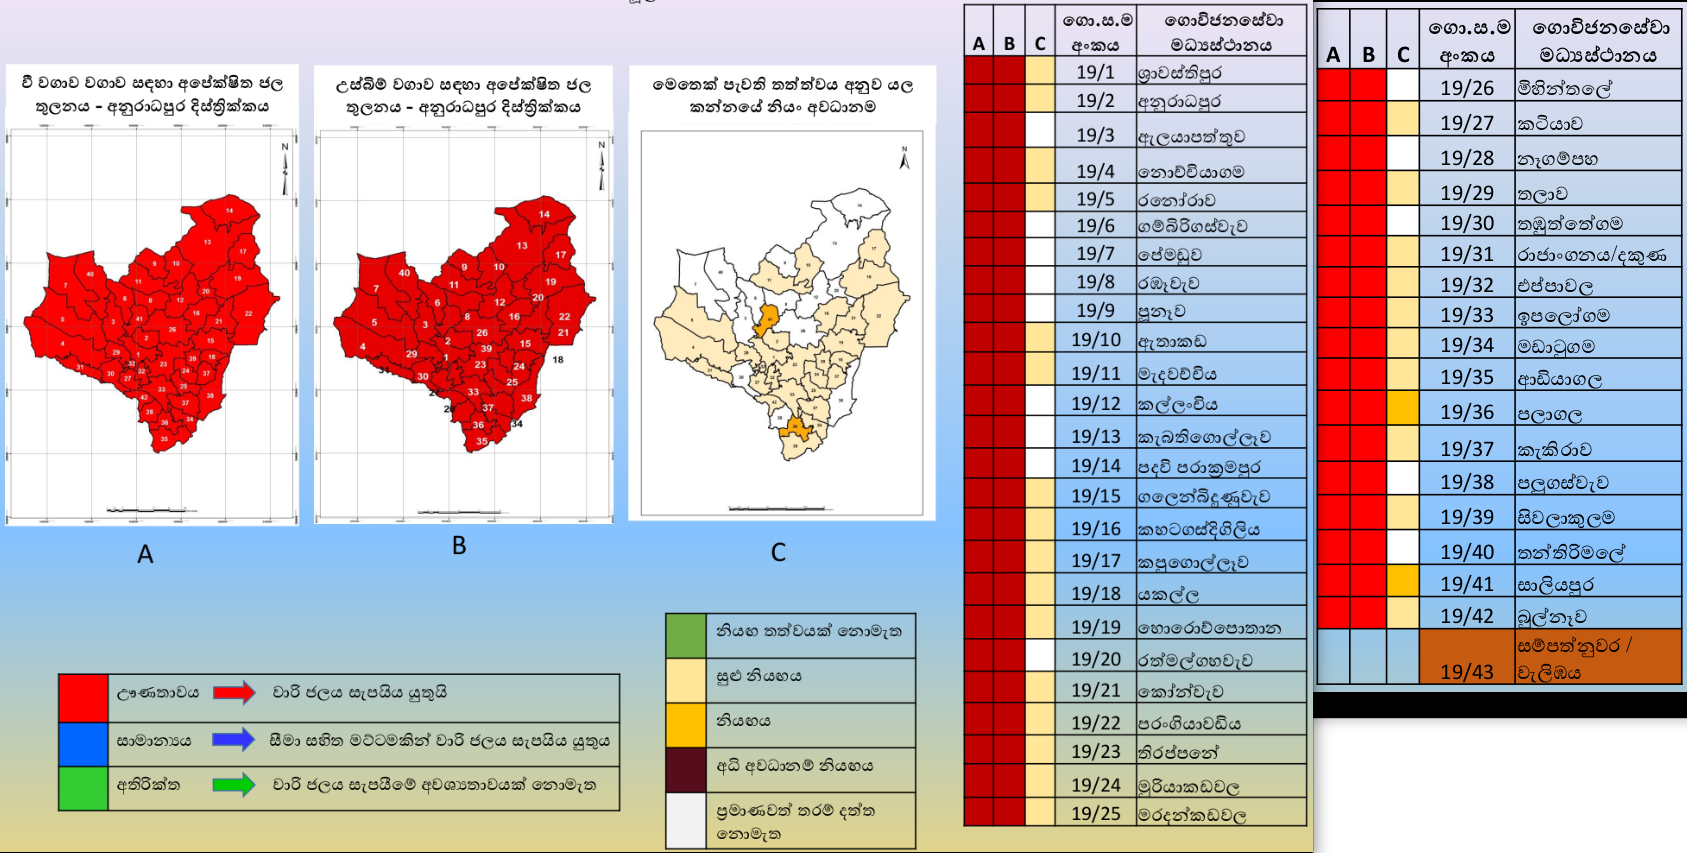 වී වගාව වගාව සඳහා අපේක්ෂිත ජල
තුලනය - අනුරාධපුර දිස්ත්‍රික්කය
උස්බිම් වගාව සඳහා අපේක්ෂිත ජල
තුලනය - අනුරාධපුර දිස්ත්‍රික්කය
මෙතෙක් පැවති තත්ත්වය අනුව යල
කන්නයේ නියං අවධානම
A
B
C
ඌණතාවය වාරි ජලය සැපයිය යුතුයි
සාමාන්‍යය සීමා සහිත මට්ටමකින් වාරි ජලය සැපයිය යුතුය
අතිරික්ත වාරි ජලය සැපයීමේ අවශ්‍යතාවයක් නොමැත
නියඟ තත්වයක් නොමැත
සුළු නියඟය
නියඟය
අධි අවධානම් නියඟය
ප්‍රමාණවත් තරම් දත්ත
නොමැත
ගො.ස.ම ගොවිජනසේවා
A B C අංකය මධ්‍යස්ථානය
19/1 ශ්‍රාවස්තිපුර
19/2 අනුරාධපුර
19/3 ඇලයාපත්තුව
19/4 නොච්චියාගම
19/5 රනෝරාව
19/6 ගම්බිරිගස්වැව
19/7 පේමඩුව
19/8 රඹෑවැව
19/9 පූනෑව
19/10 ඇතාකඩ
19/11 මැදවච්චිය
19/12 කල්ලංචිය
19/13 කැබතිගොල්ලෑව
19/14 පදවි පරාක්‍රමපුර
19/15 ගලෙන්බිදුණුවැව
19/16 කහටගස්දිගිලිය
19/17 කපුගොල්ලෑව
19/18 යකල්ල
19/19 හොරොව්පොතාන
19/20 රත්මල්ගහවැව
19/21 කෝන්වැව
19/22 පරංගියාවඩිය
19/23 තිරප්පනේ
19/24 මුරියාකඩවල
19/25 මරදන්කඩවල
ගො.ස.ම ගොවිජනසේවා
A B C අංකය මධ්‍යස්ථානය
19/26 මිහින්තලේ
19/27 කටියාව
19/28 නෑගම්පහ
19/29 තලාව
19/30 තඹුත්තේගම
19/31 රාජාංගනය/දකුණ
19/32 එප්පාවල
19/33 ඉපලෝගම
19/34 මඩාටුගම
19/35 ආඩියාගල
19/36 පලාගල
19/37 කැකිරාව
19/38 පලුගස්වැව
19/39 සිවලාකුලම
19/40 තන්තිරිමලේ
19/41 සාලියපුර
19/42 බුල්නෑව
සම්පත්නුවර /
19/43 වැලිඔය